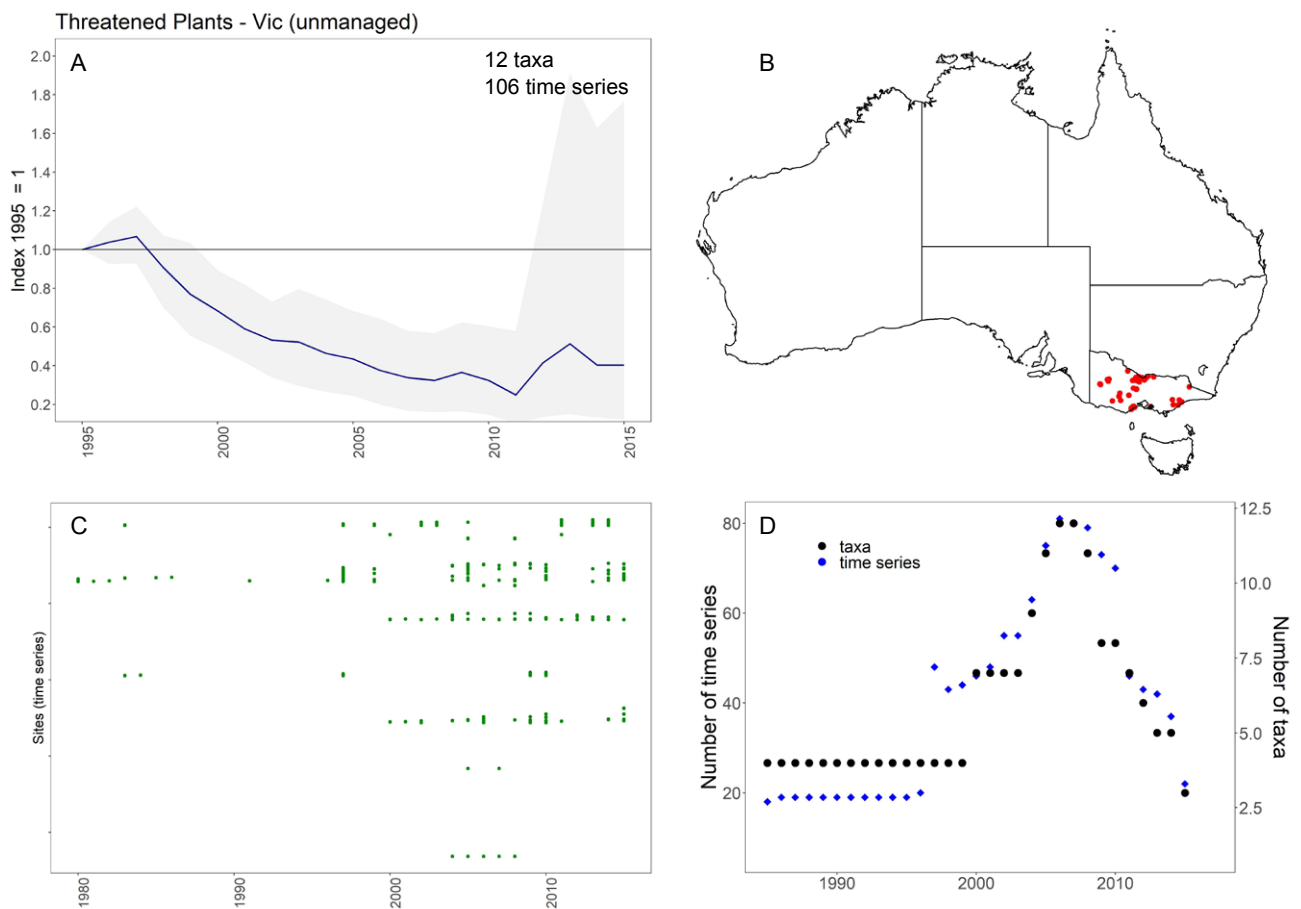 Threatened Plants - Vic (unmanaged)
A
12 taxa
106 time series
2.0
1.8
1.6
1.4
1.2
1.0
0.8
0.6
0.4
0.2
Index 1995 = 1
1995
2000
2005
2010
2015
B
C
Sites (time series)
1980
1990
2000
2010
D
taxa
time series
80
60
40
20
Number of time series
12.5
10.0
7.5
5.0
2.5
Number of taxa
1990
2000
2010